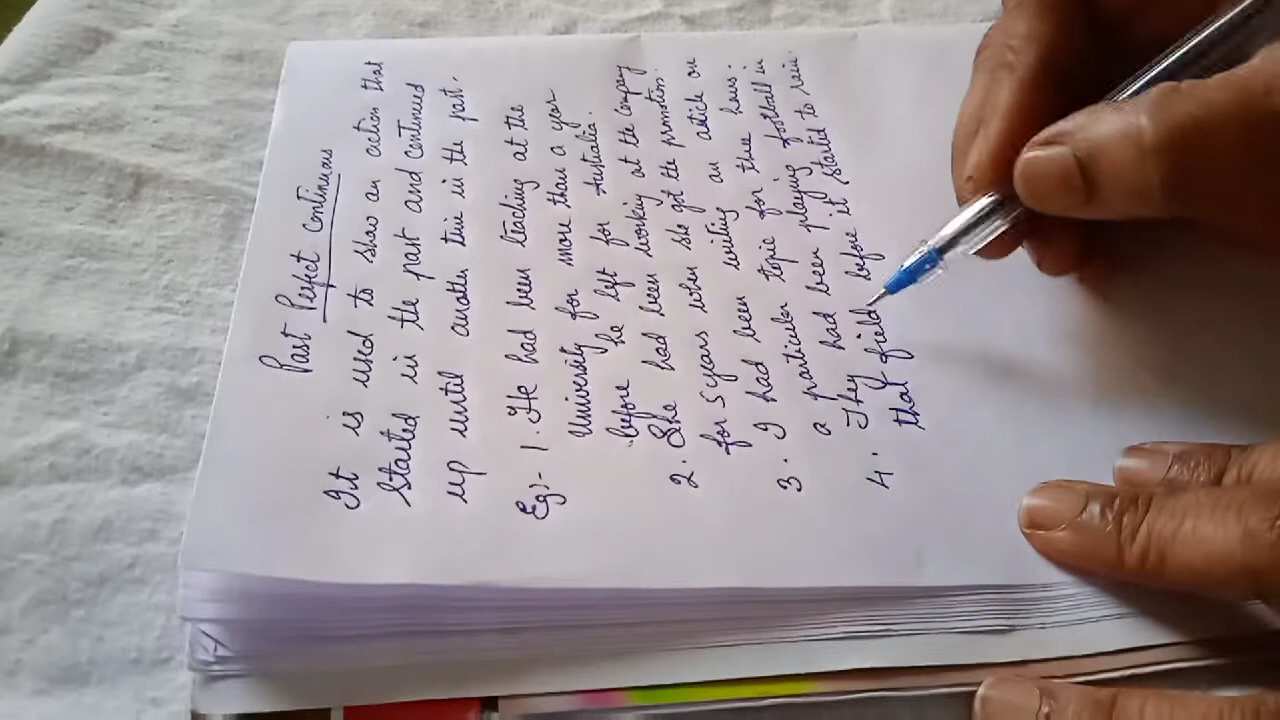 Past Perfect continuous
It is used to show an action that
started in the past and continued
up until another time in the past.
Eg:- 1. He had been teaching at the
University for more than a year
before he left for Australia.
2. She had been working at the company
for 5 years when she got the promotion.
3. I had been writing an article on
a particular topic for three hours.
4. They had been playing football in
that field before it started to rain.